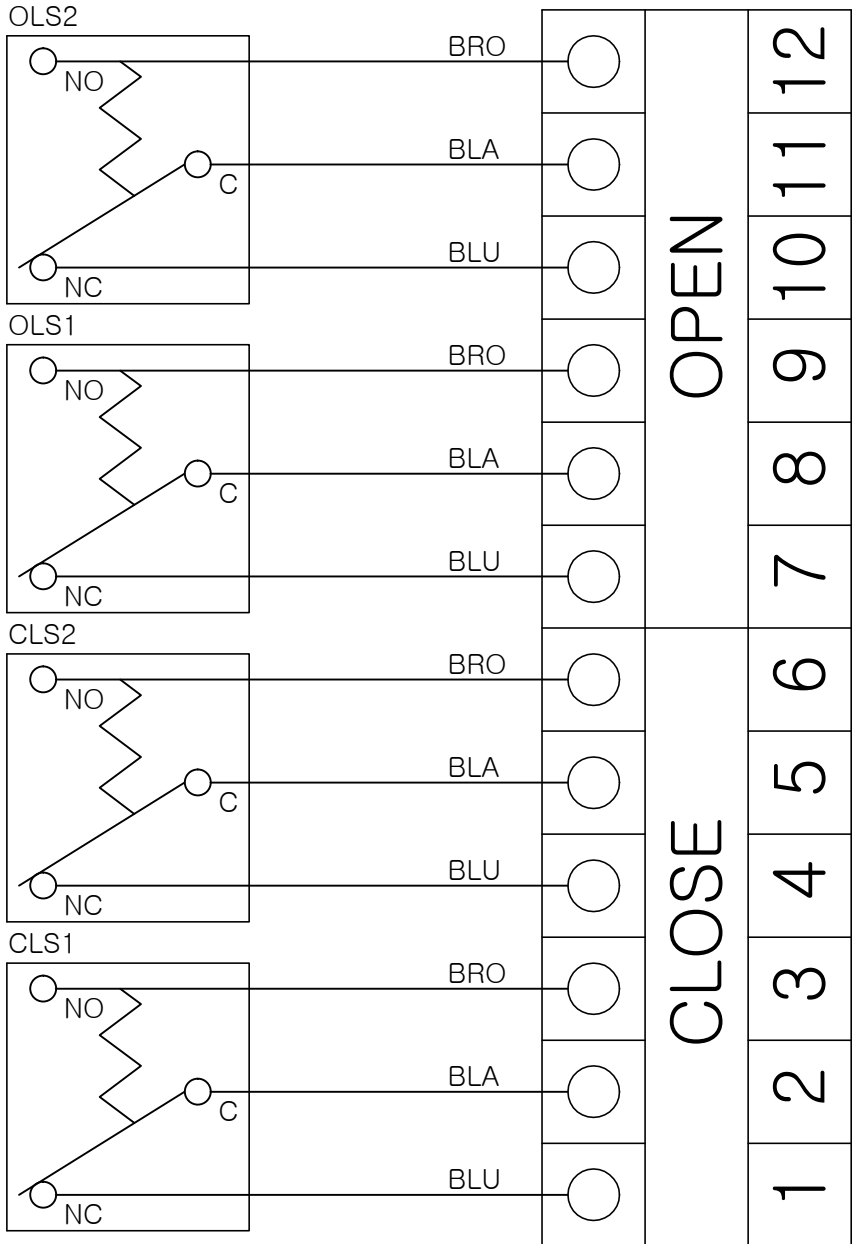 OLS2
BRO
12
NO
BLA
11
C
BLU
10
NC
OPEN
OLS1
BRO
9
NO
BLA
8
C
BLU
7
NC
CLS2
BRO
6
NO
BLA
5
C
BLU
4
NC
CLOSE
CLS1
BRO
3
NO
BLA
2
C
BLU
1
NC